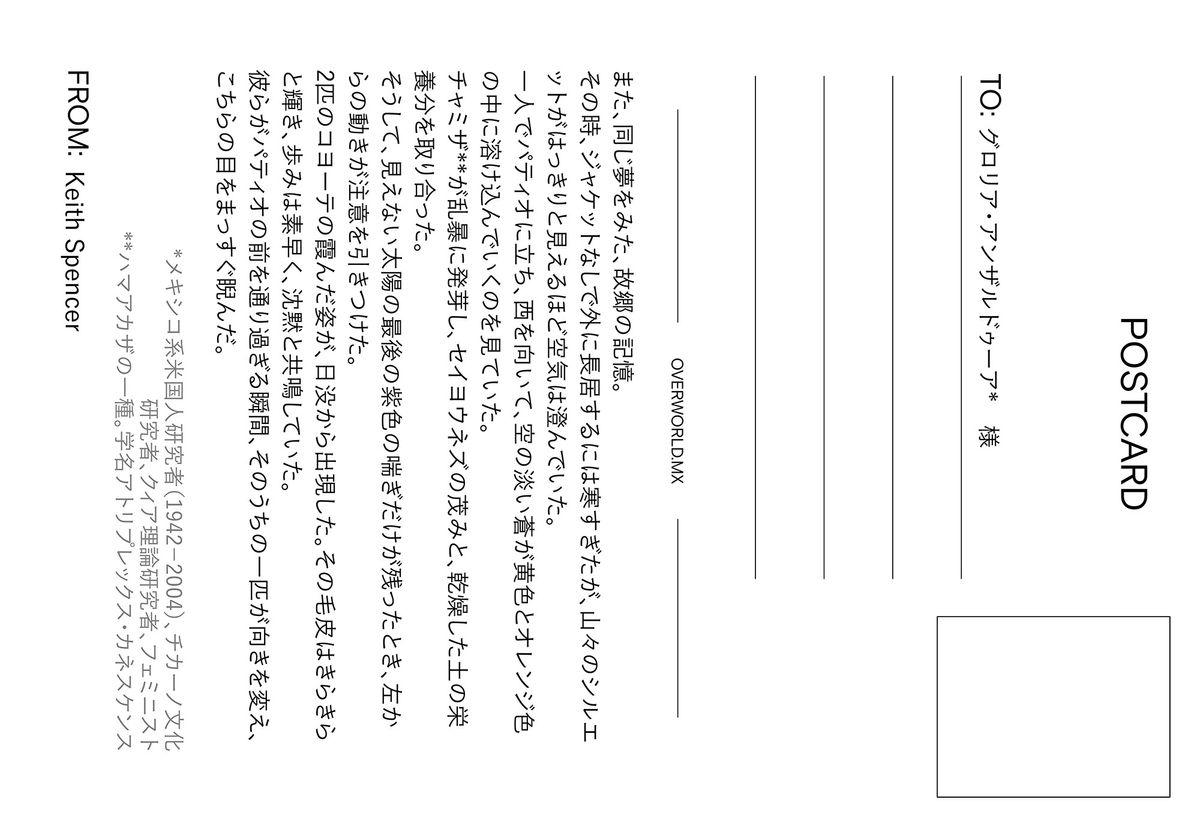 POSTCARD
TO: グロリア・アンザルドゥーア* 様
OVERWORLD.MX
また、同じ夢をみた、故郷の記憶。
その時、ジャケットなしで外に長居するには寒すぎたが、山々のシルエ
ットがはっきりと見えるほど空気は澄んでいた。
一人でパティオに立ち、西を向いて、空の淡い蒼が黄色とオレンジ色
の中に溶け込んでいくのを見ていた。
チャミザ**が乱暴に発芽し、セイヨウネズの茂みと、乾燥した土の栄
養分を取り合った。
そうして、見えない太陽の最後の紫色の喘ぎだけが残ったとき、左か
らの動きが注意を引きつけた。
2匹のコヨーテの霞んだ姿が、日没から出現した。その毛皮はきらきら
と輝き、歩みは素早く、沈黙と共鳴していた。
彼らがパティオの前を通り過ぎる瞬間、そのうちの一匹が向きを変え、
こちらの目をまっすぐ睨んだ。
*メキシコ系米国人研究者(1942–2004)、チカーノ文化
研究者、クィア理論研究者、フェミニスト
**ハマアカザの一種。学名アトリプレックス・カネスケンス
FROM: Keith Spencer